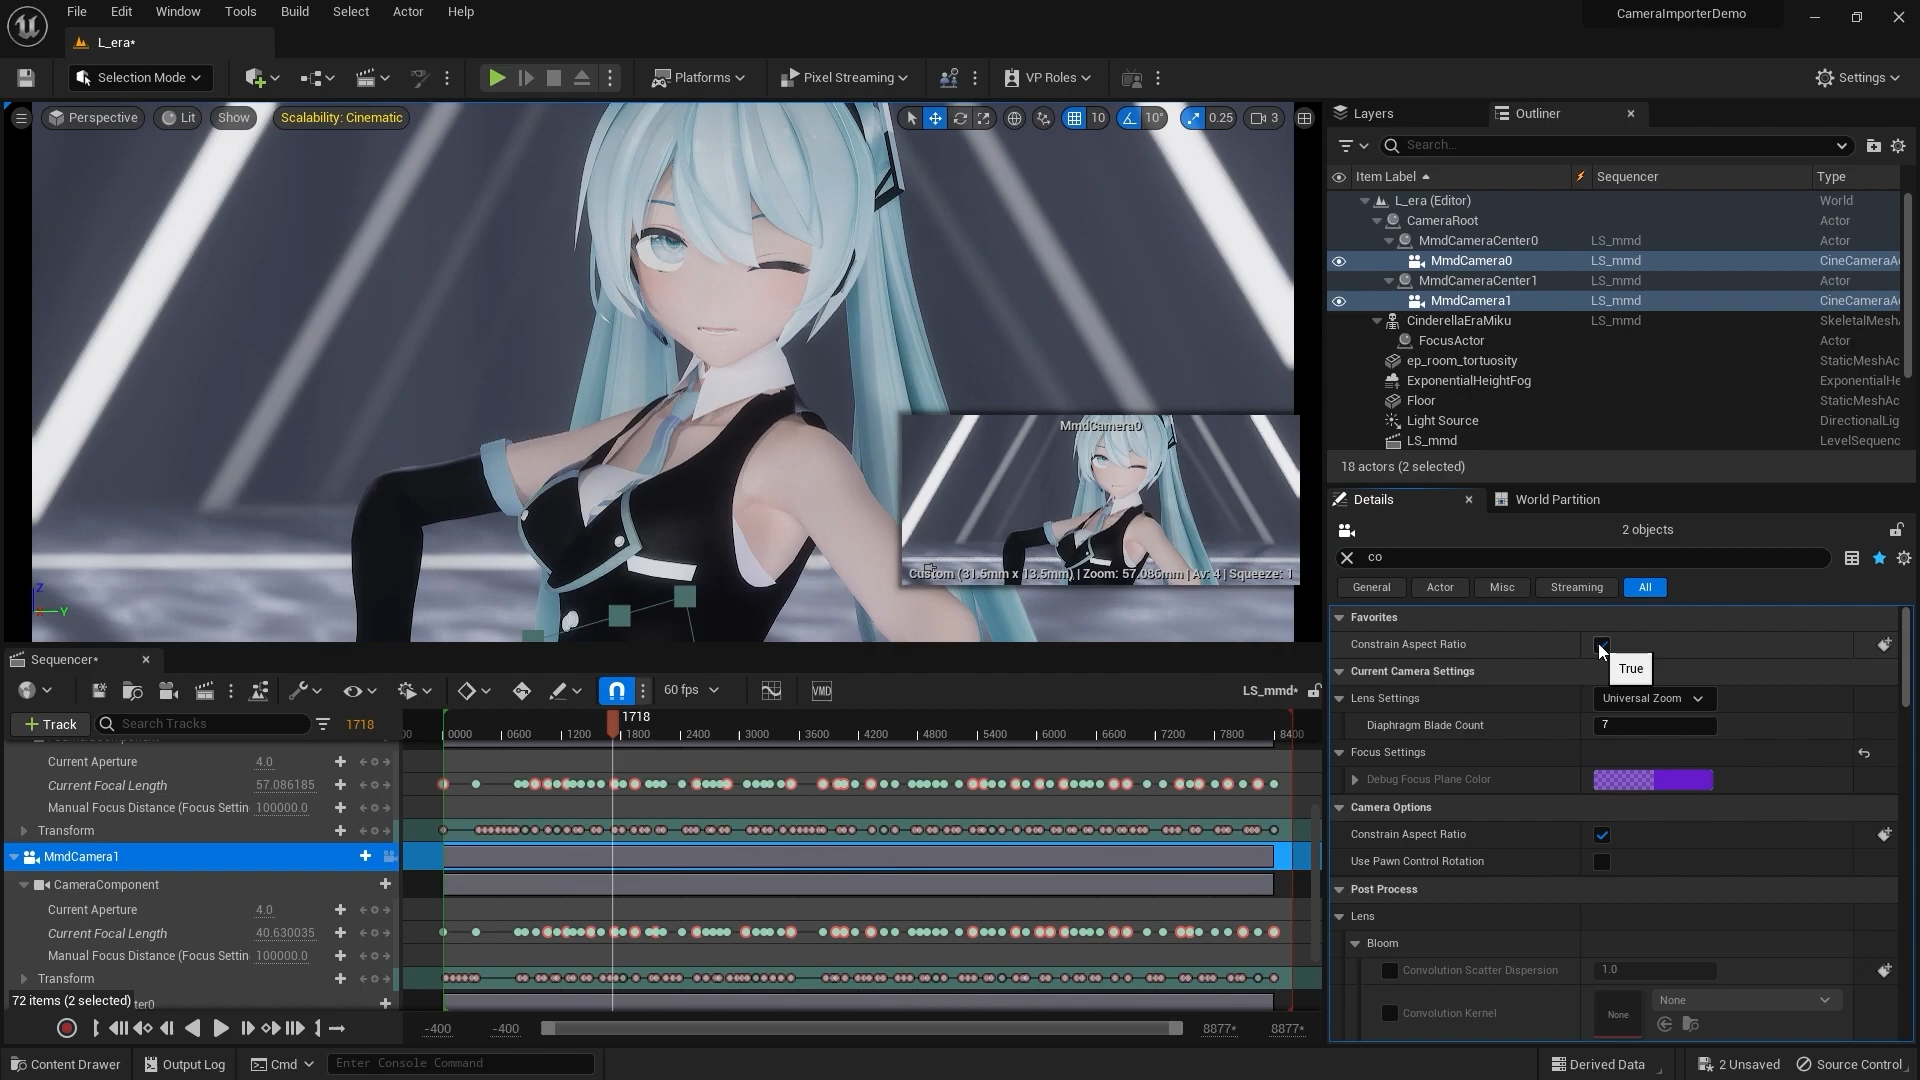 File Edit Window Tools Build Select Actor Help
CameraImporterDemo
L_era*
Selection Mode
Platforms
Pixel Streaming
VP Roles
Settings
Perspective Lit Show Scalability: Cinematic
10 10° 0.25 3
MmdCamera0
Custom (31.5mm x 13.5mm) | Zoom: 57.086mm | Av: 4 | Squeeze: 1
Z
Y
Layers
Outliner
Search...
Item Label Sequencer Type
L_era (Editor) World
CameraRoot Actor
MmdCameraCenter0 LS_mmd Actor
MmdCamera0 LS_mmd CineCameraA
MmdCameraCenter1 LS_mmd Actor
MmdCamera1 LS_mmd CineCameraA
CinderellaEraMiku LS_mmd SkeletalMesh
FocusActor Actor
ep_room_tortuosity StaticMeshAc
ExponentialHeightFog ExponentialHe
Floor StaticMeshAc
Light Source DirectionalLig
LS_mmd LevelSequenc
18 actors (2 selected)
Details
World Partition
2 objects
co
General Actor Misc Streaming All
Favorites
Constrain Aspect Ratio
True
Current Camera Settings
Lens Settings Universal Zoom
Diaphragm Blade Count 7
Focus Settings
Debug Focus Plane Color
Camera Options
Constrain Aspect Ratio
Use Pawn Control Rotation
Post Process
Lens
Bloom
Convolution Scatter Dispersion 1.0
None
Convolution Kernel None
Sequencer*
60 fps
VMD
LS_mmd*
Track
Search Tracks
1718
1718
00 0000 0600 1200 1800 2400 3000 3600 4200 4800 5400 6000 6600 7200 7800 8400
Current Aperture 4.0
Current Focal Length 57.086185
Manual Focus Distance (Focus Settin 100000.0
Transform
MmdCamera1
CameraComponent
Current Aperture 4.0
Current Focal Length 40.630035
Manual Focus Distance (Focus Settin 100000.0
Transform
72 items (2 selected) ter0
-400 -400 8877* 8877*
Content Drawer Output Log Cmd Enter Console Command
Derived Data 2 Unsaved Source Control